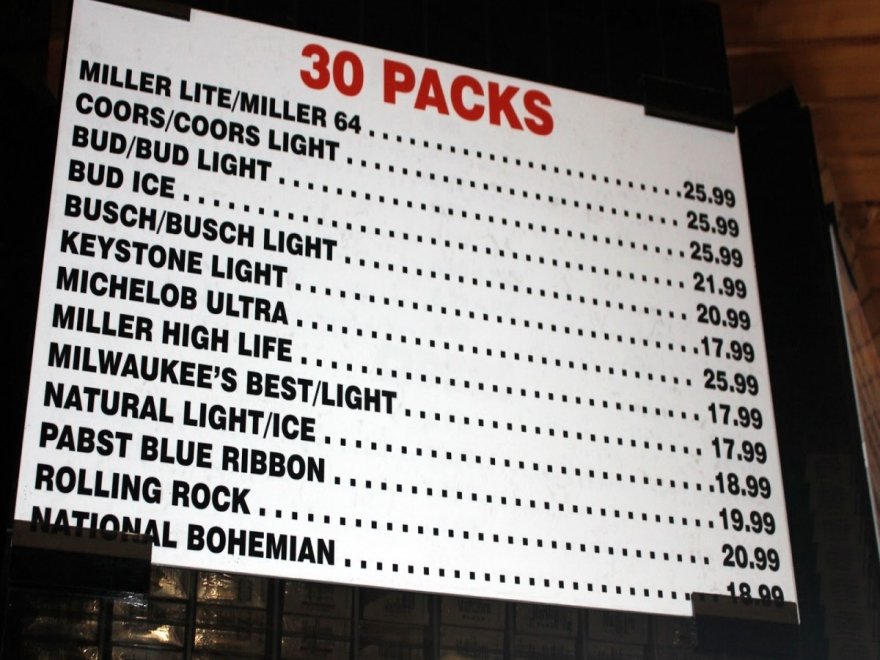 30 PACKS
MILLER LITE/MILLER 64 .......................... 25.99
COORS/COORS LIGHT .......................... 25.99
BUD/BUD LIGHT .......................... 25.99
BUD ICE .......................... 21.99
BUSCH/BUSCH LIGHT .......................... 20.99
KEYSTONE LIGHT .......................... 17.99
MICHELOB ULTRA .......................... 25.99
MILLER HIGH LIFE .......................... 17.99
MILWAUKEE'S BEST/LIGHT .......................... 17.99
NATURAL LIGHT/ICE .......................... 18.99
PABST BLUE RIBBON .......................... 19.99
ROLLING ROCK .......................... 20.99
NATIONAL BOHEMIAN .......................... 18.99